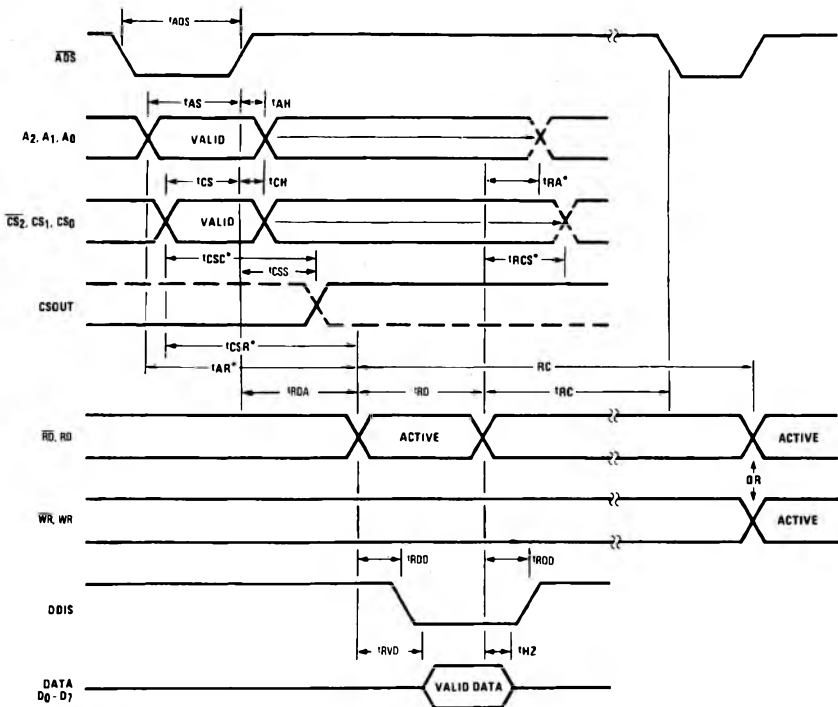 tADS
ADS
tAS tAH
A2, A1, A0 VALID
tRA*
tCS tCH
CS2, CS1, CS0 VALID
tCSC* tRCS*
tCSS
CSOUT
tCSR*
tAR* RC
tRDA tRD tRC
RD, RD ACTIVE ACTIVE
OR
WR, WR ACTIVE
tRDD tRDD
DDIS
tRVD tHZ
DATA
D0 - D7 VALID DATA